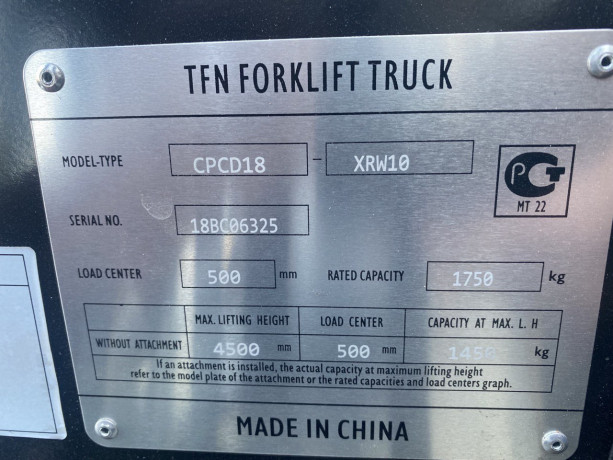 TFN FORKLIFT TRUCK
MODEL-TYPE CPCD18 - XRW10
PCT
MT 22
SERIAL NO. 18BC06325
LOAD CENTER 500 mm RATED CAPACITY 1750 kg
MAX. LIFTING HEIGHT LOAD CENTER CAPACITY AT MAX. L. H
WITHOUT ATTACHMENT 4500 mm 500 mm kg
If an attachment is installed, the actual capacity at maximum lifting height
refer to the model plate of the attachment or the rated capacities and load centers graph.
MADE IN CHINA